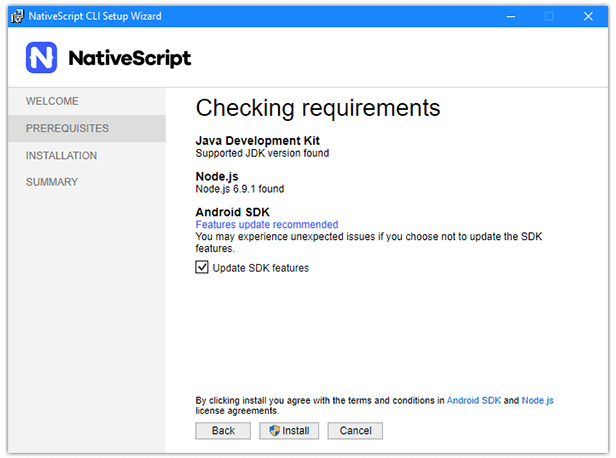 NativeScript CLI Setup Wizard
NativeScript
WELCOME
PREREQUISITES
INSTALLATION
SUMMARY
Checking requirements
Java Development Kit
Supported JDK version found
Node.js
Node.js 6.9.1 found
Android SDK
Features update recommended
You may experience unexpected issues if you choose not to update the SDK
features.
Update SDK features
By clicking install you agree with the terms and conditions in Android SDK and Node.js
license agreements.
Back
Install
Cancel